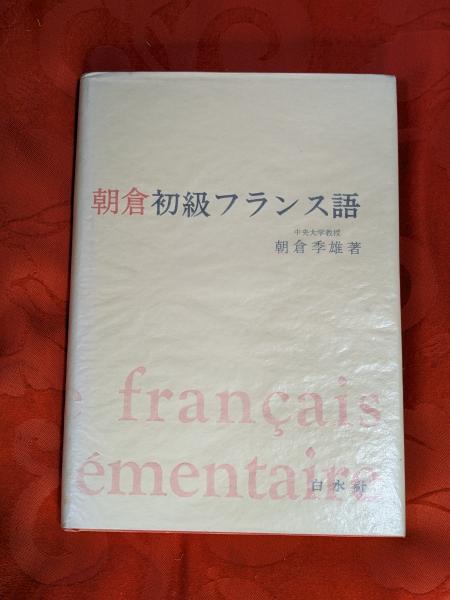 朝倉初級フランス語
中央大学教授
朝倉季雄著
français
émentaire
白水社